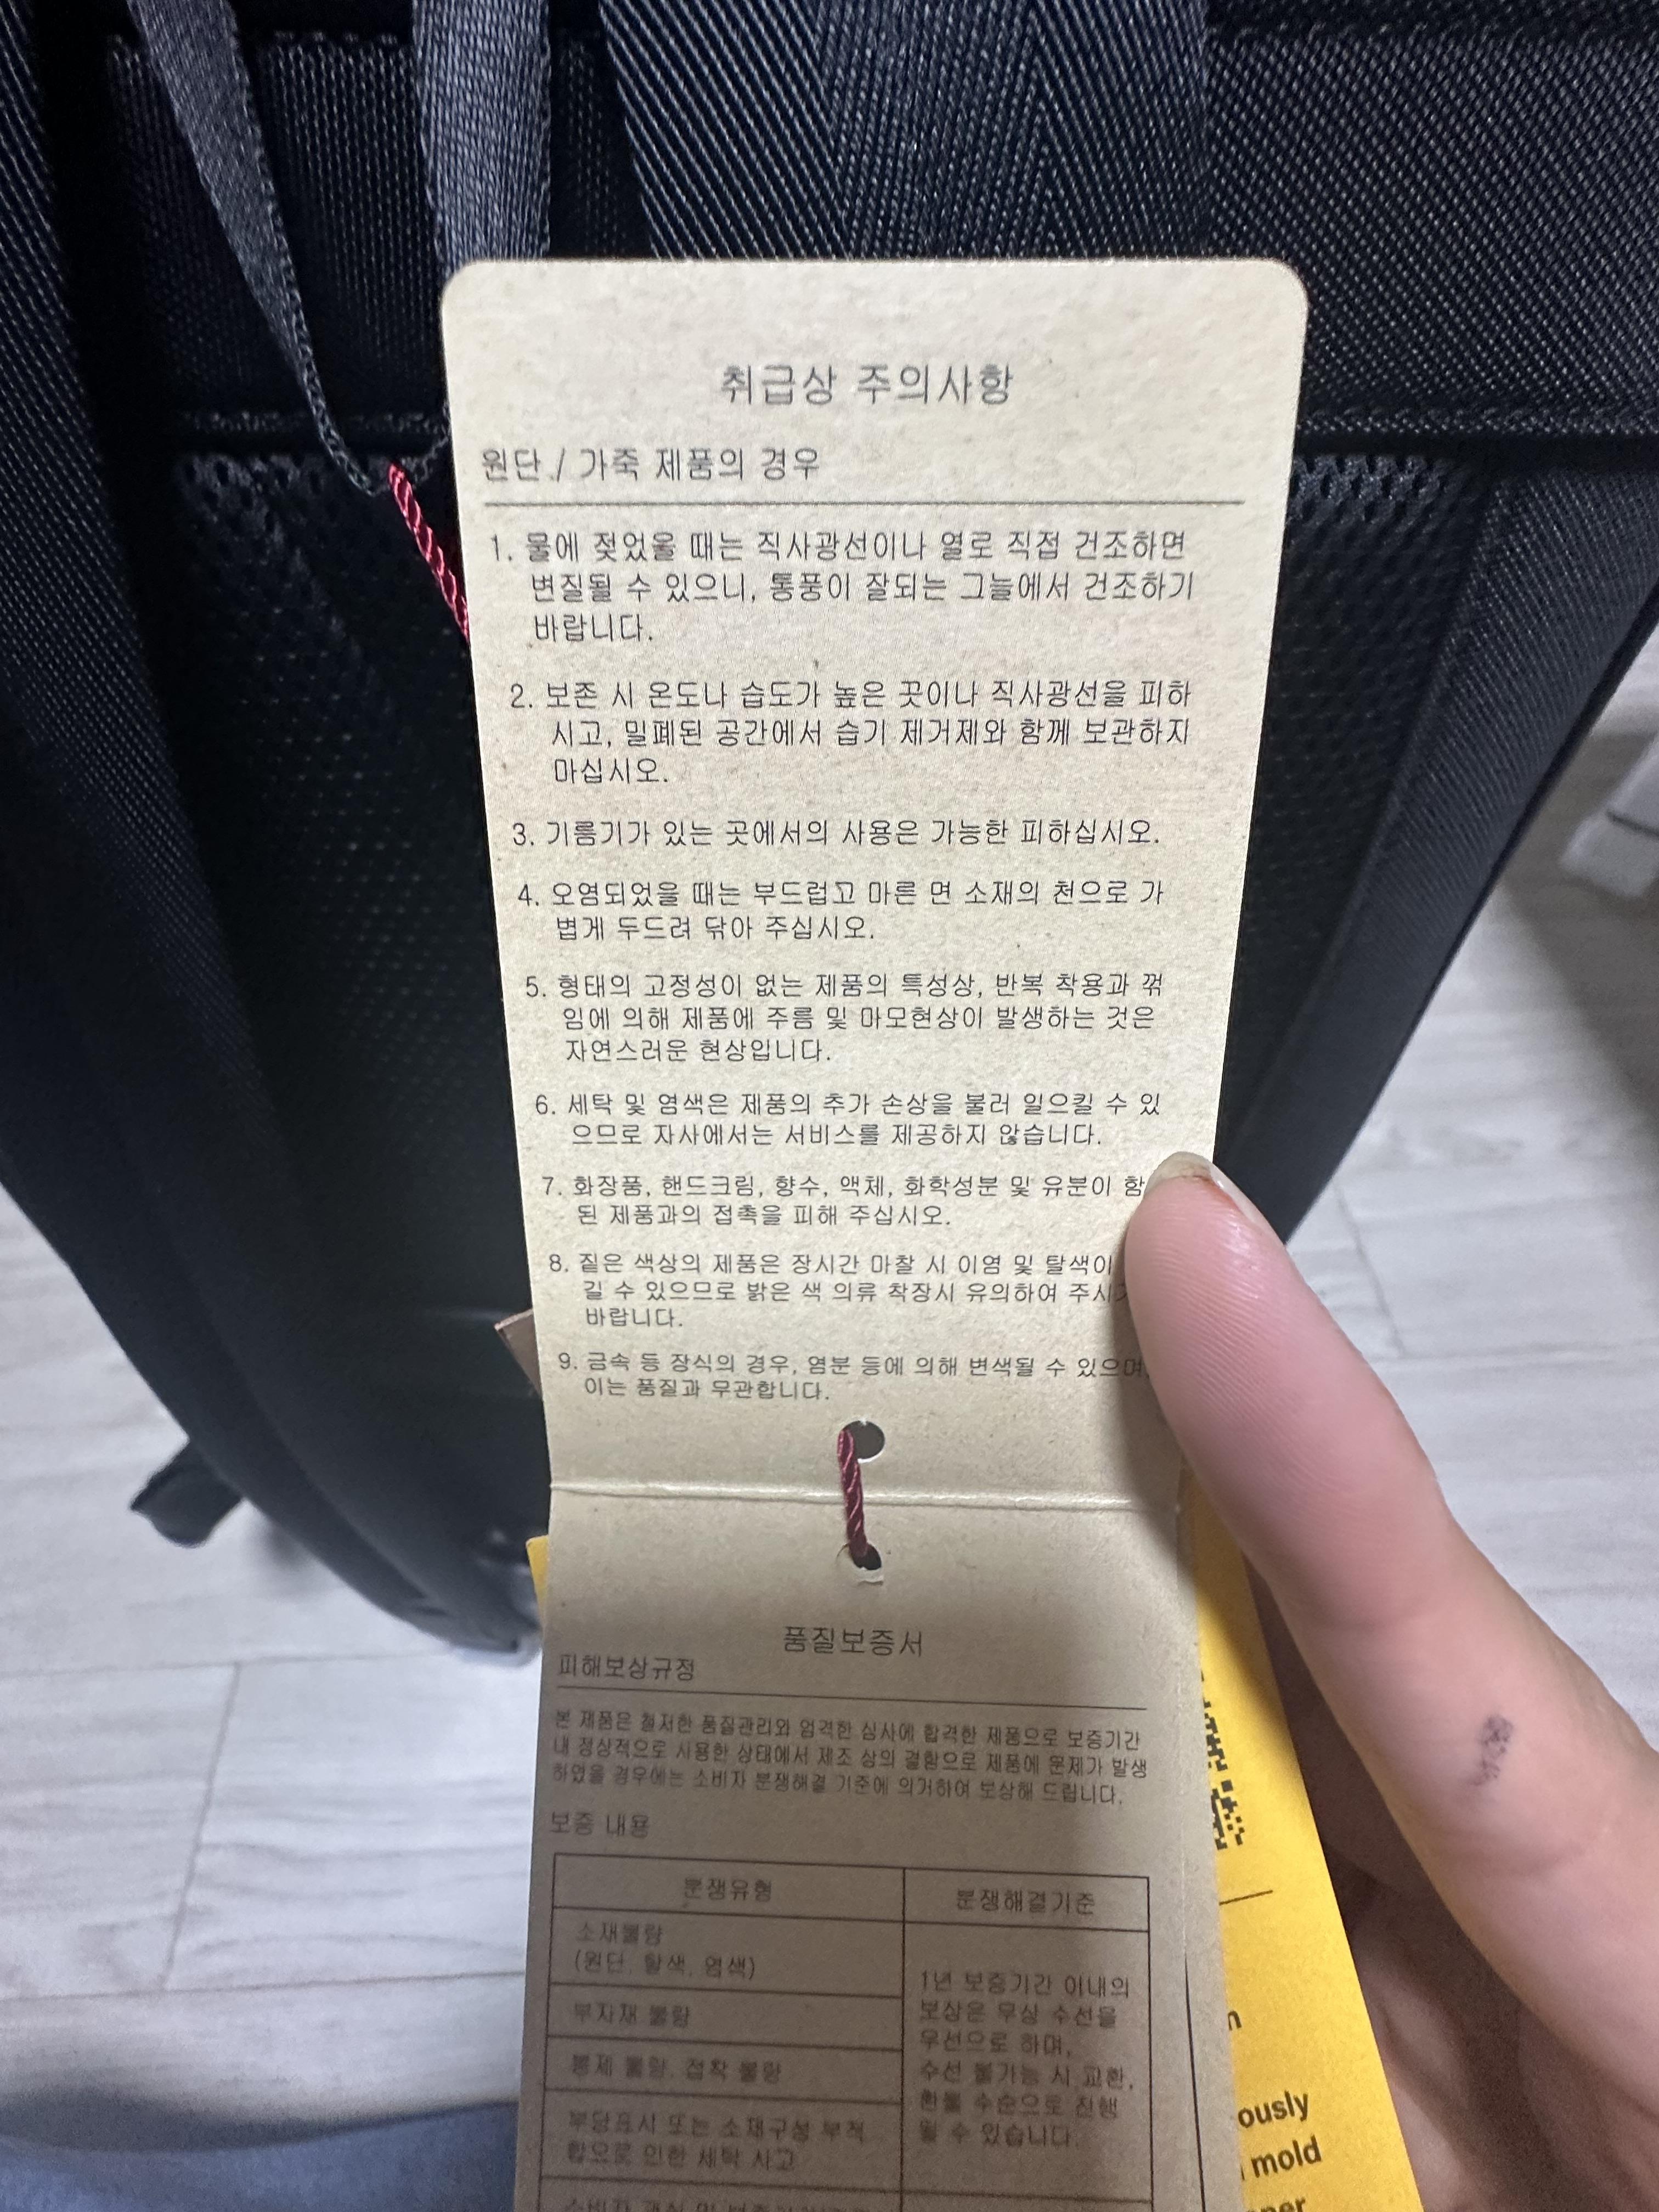 취급상 주의사항
원단 / 가죽 제품의 경우
1. 물에 젖었울 때는 직사광선이나 열로 직접 건조하면
변질될 수 있으니, 통풍이 잘되는 그늘에서 건조하기
바랍니다.
2. 보존 시 온도나 습도가 높은 곳이나 직사광선을 피하
시고, 밀폐된 공간에서 습기 제거제와 함께 보관하지
마십시오.
3. 기름기가 있는 곳에서의 사용은 가능한 피하십시오.
4. 오염되었을 때는 부드럽고 마른 면 소재의 천으로 가
볍게 두드려 닦아 주십시오.
5. 형태의 고정성이 없는 제품의 특성상, 반복 착용과 꺾
임에 의해 제품에 주름 및 마모현상이 발생하는 것은
자연스러운 현상입니다.
6. 세탁 및 염색은 제품의 추가 손상을 불러 일으킬 수 있
으므로 자사에서는 서비스를 제공하지 않습니다.
7. 화장품, 핸드크림, 향수, 액체, 화학성분 및 유분이 함
된 제품과의 접촉을 피해 주십시오.
8. 짙은 색상의 제품은 장시간 마찰 시 이염 및 탈색이
길 수 있으므로 밝은 색 의류 착장시 유의하여 주시
바랍니다.
9. 금속 등 장식의 경우, 염분 등에 의해 변색될 수 있으며,
이는 품질과 무관합니다.
품질보증서
피해보상규정
본 제품은 철저한 품질관리와 엄격한 심사에 합격한 제품으로 보증기간
내 정상적으로 사용한 상태에서 제조 상의 결함으로 제품에 문제가 발생
하였을 경우에는 소비자 분쟁해결 기준에 의거하여 보상해 드립니다.
보증 내용
분쟁유형
분쟁해결기준
소재불량
(원단, 탈색, 염색)
부자재 불량
봉제 불량, 접착 불량
부당표시 또는 소재구성 부적
합으로 인한 세탁 사고
1년 보증기간 이내의
보상은 무상 수선을
우선으로 하며,
수선 불가능 시 교환,
환불 수순으로 진행
될 수 있습니다.
ously
mold